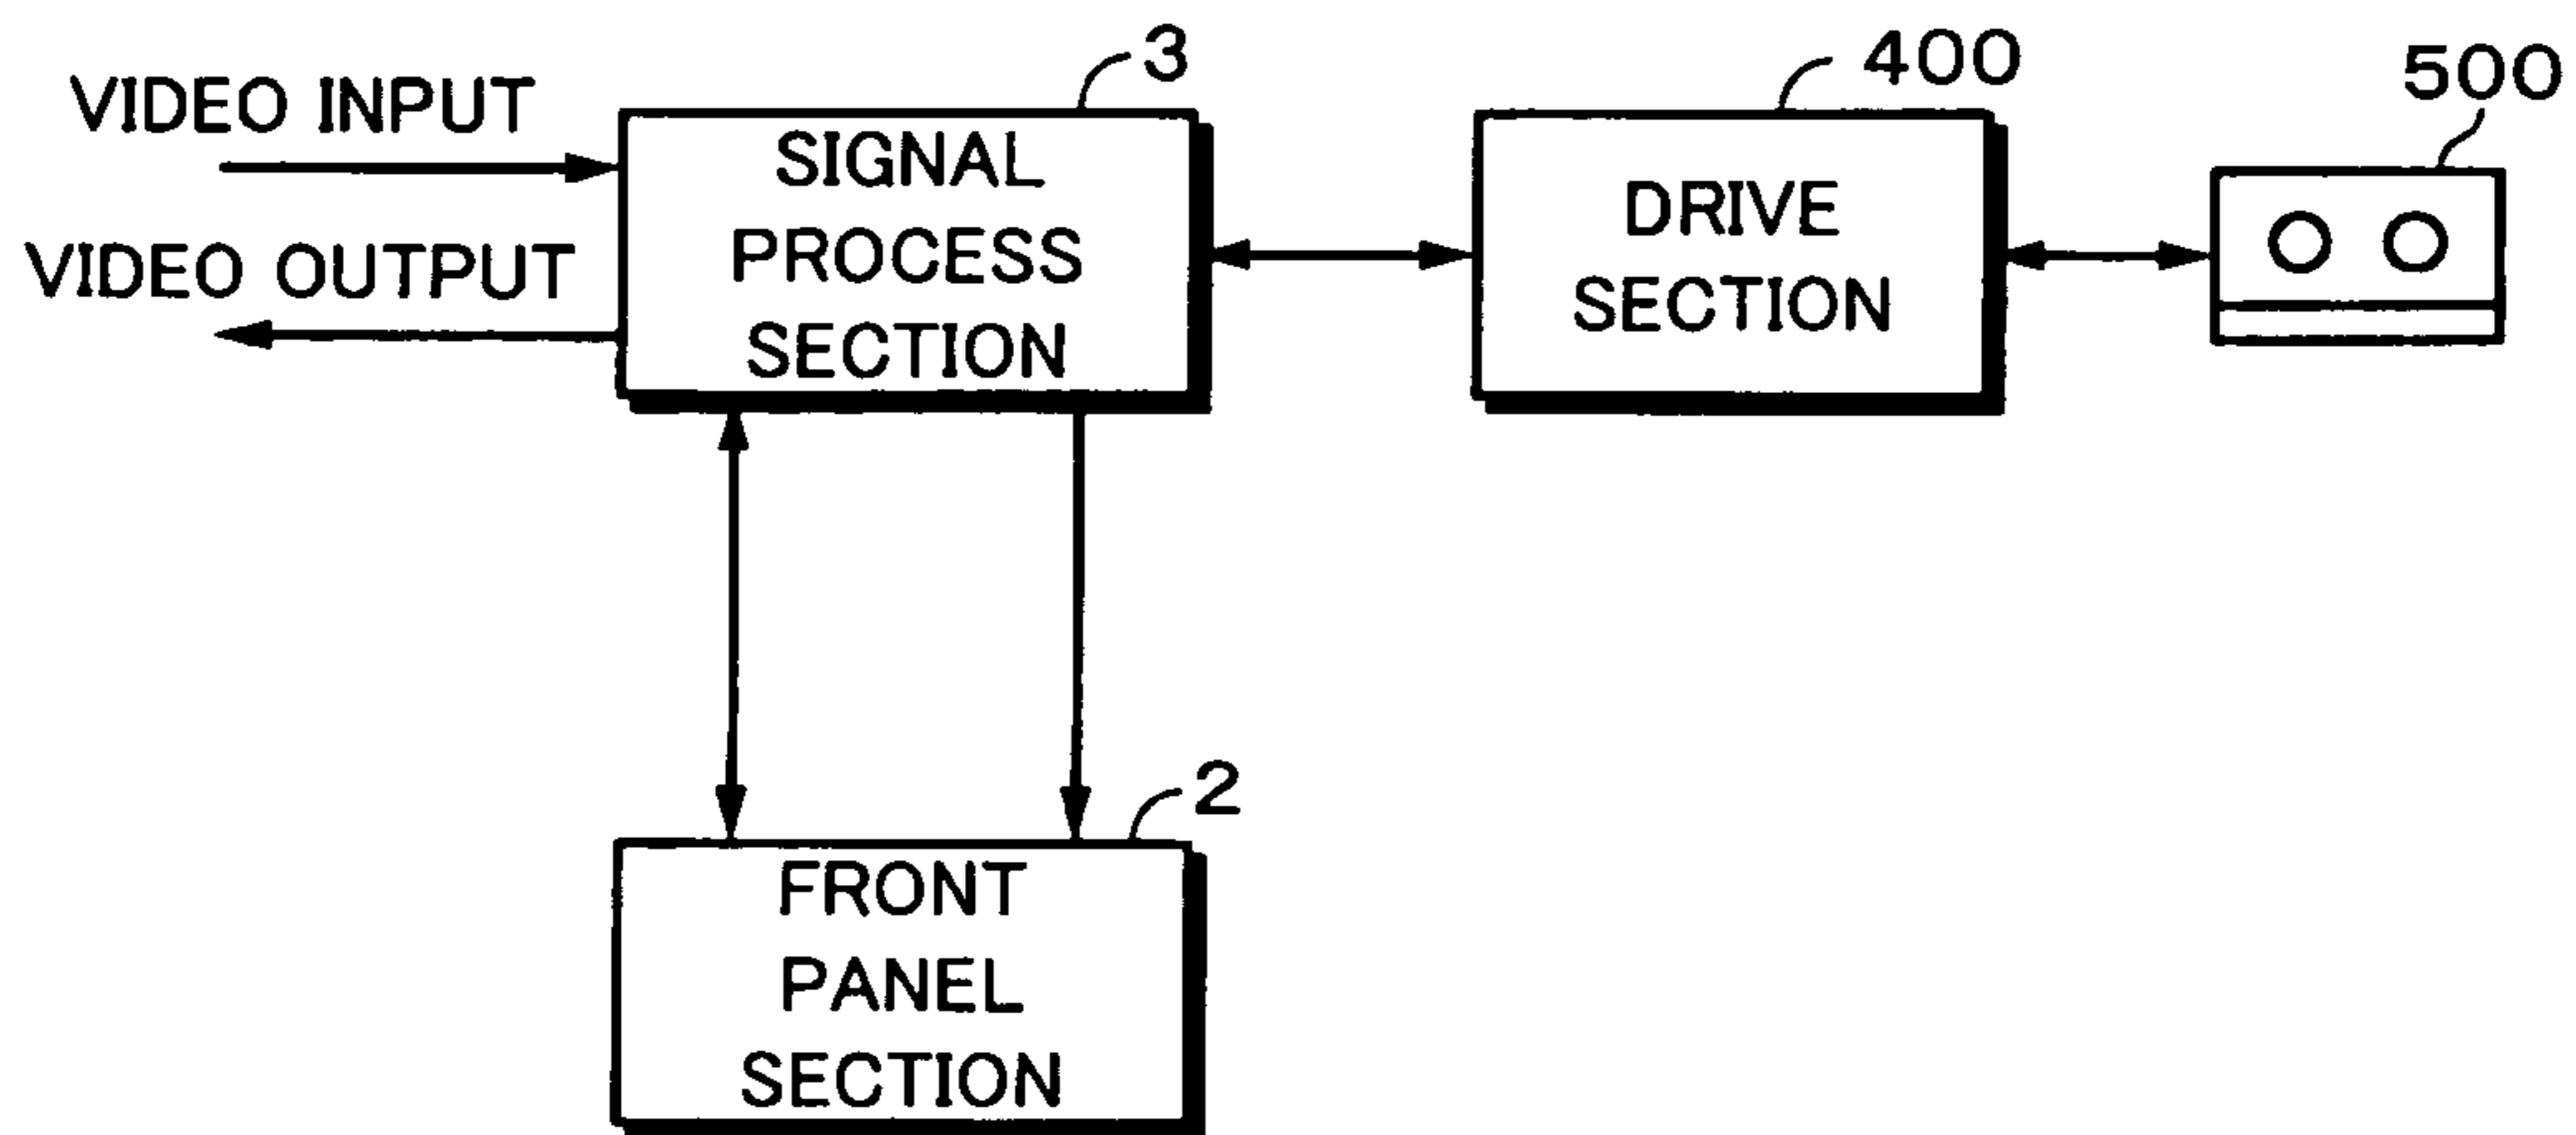 VIDEO INPUT
VIDEO OUTPUT
3
SIGNAL
PROCESS
SECTION
400
DRIVE
SECTION
500
2
FRONT
PANEL
SECTION